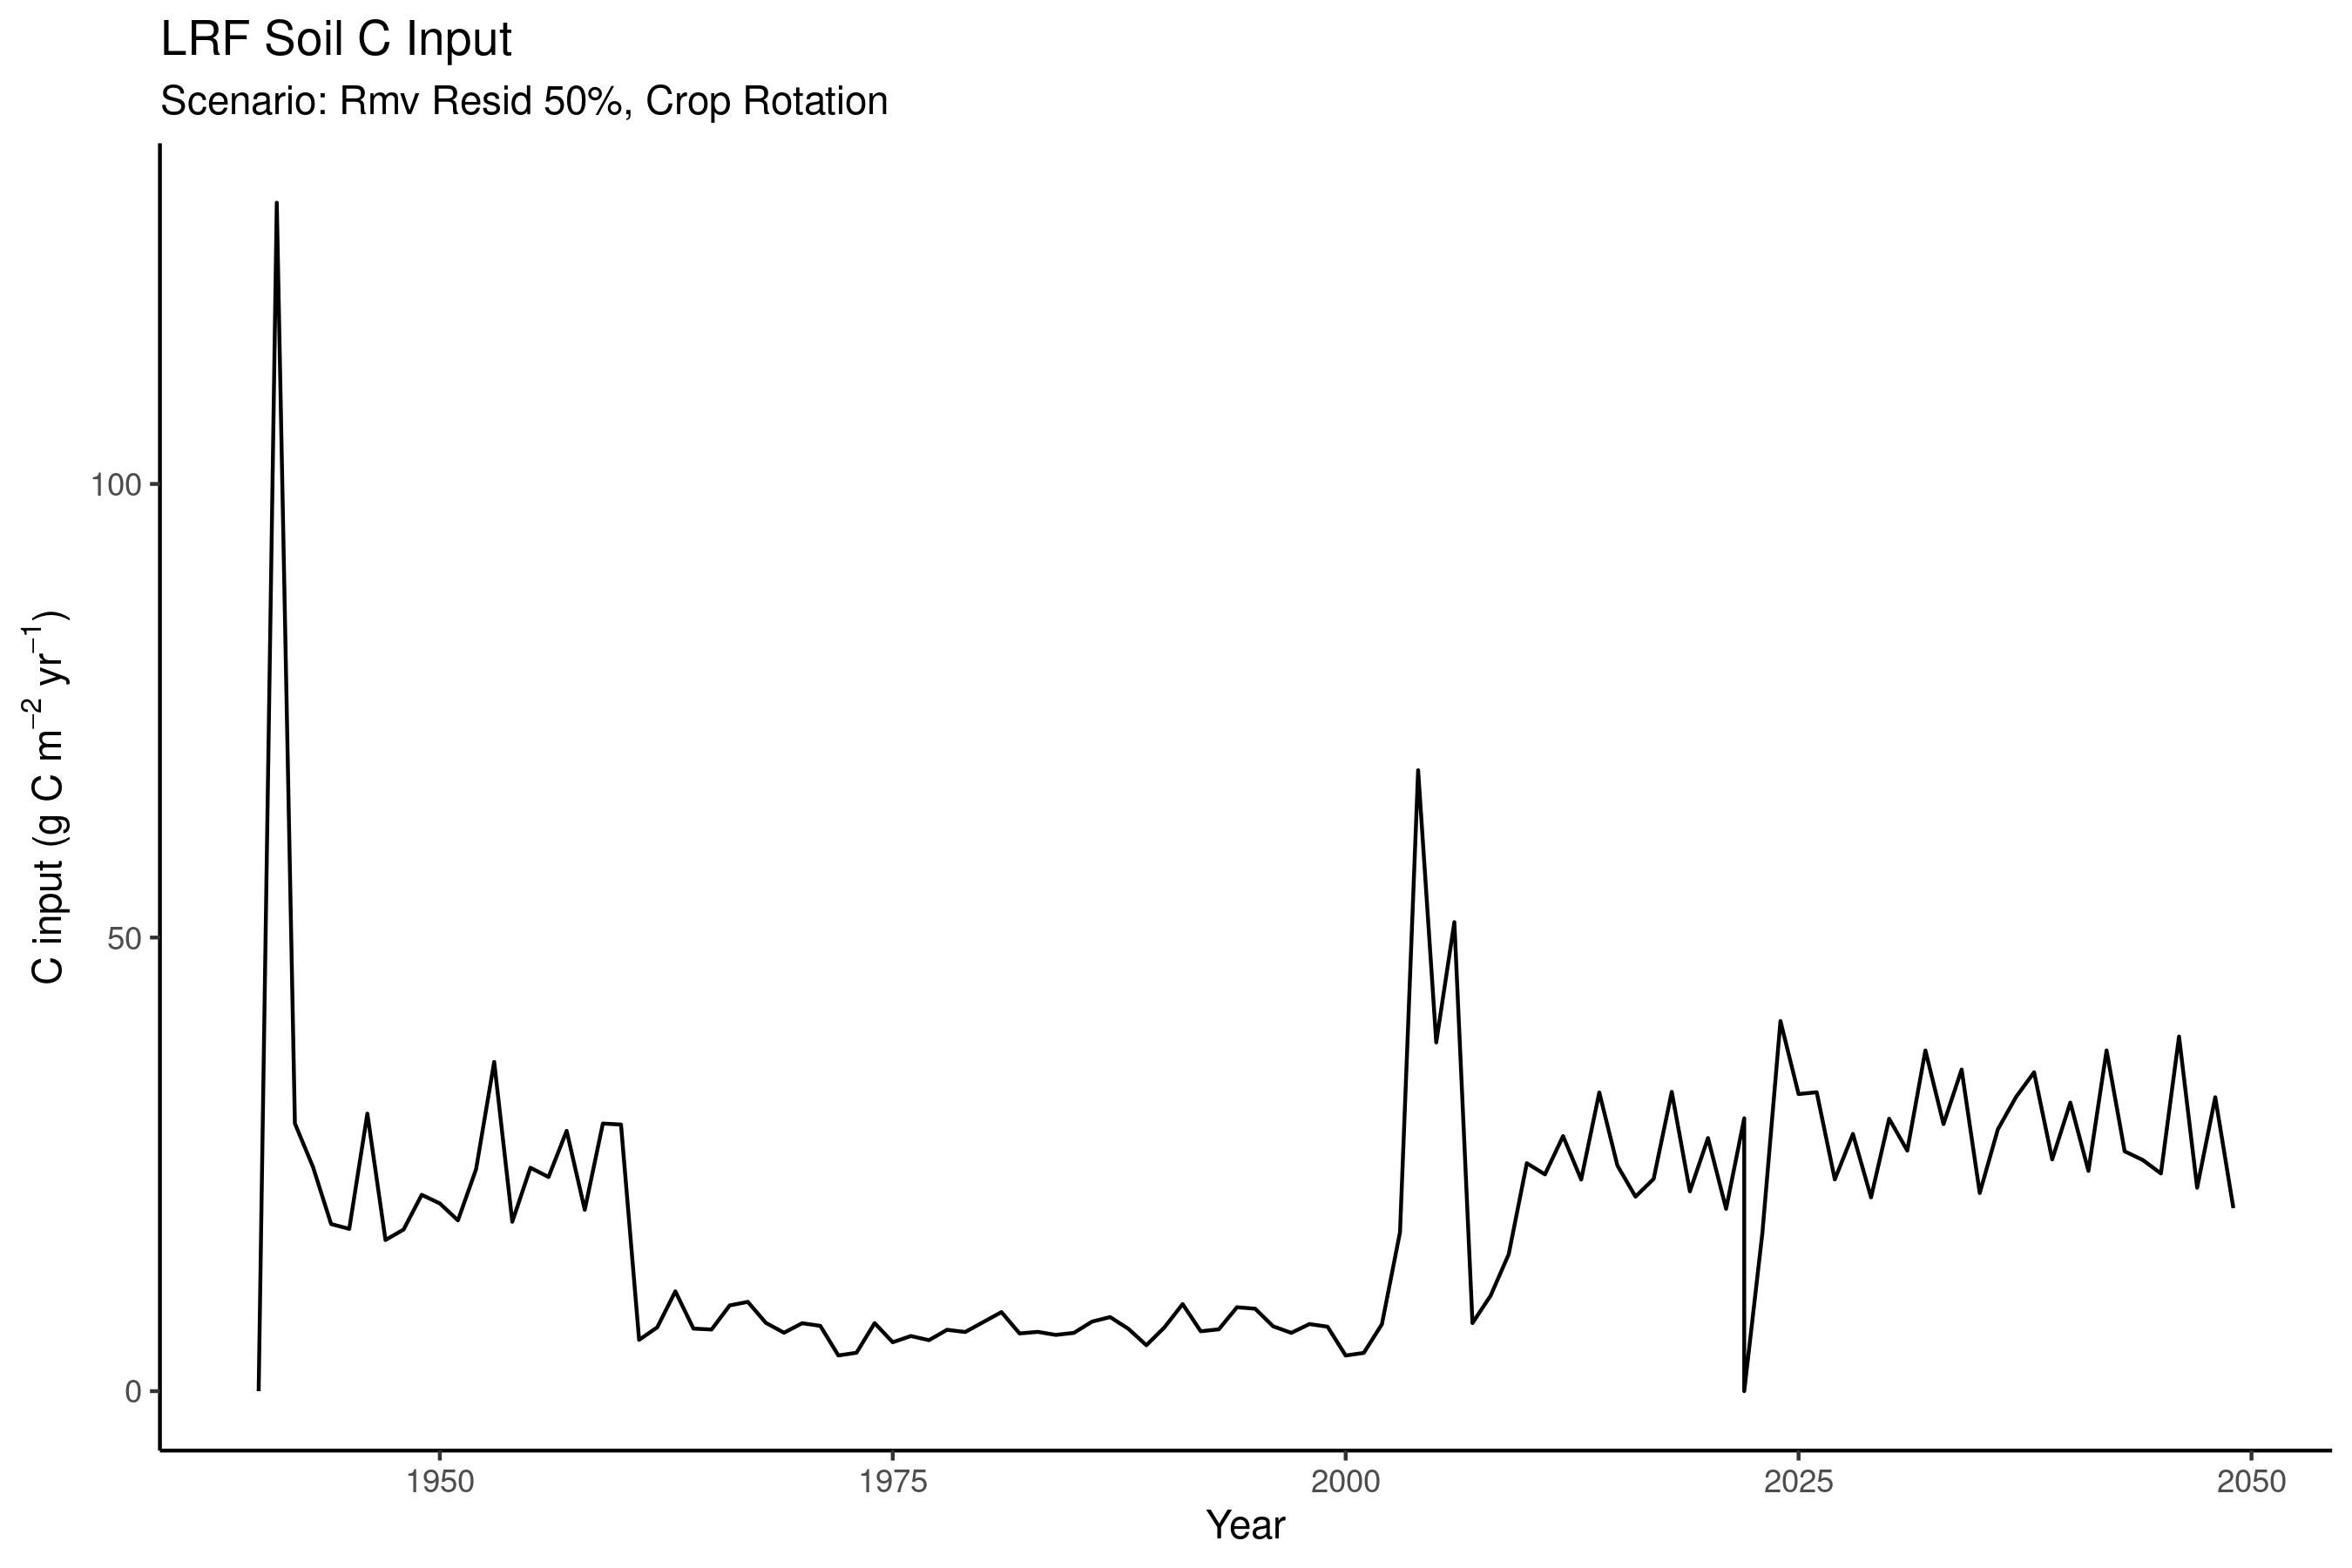 LRF Soil C Input
Scenario: Rmv Resid 50%, Crop Rotation
C input (g C m⁻² yr⁻¹)
100
50
0
1950 1975 2000 2025 2050
Year